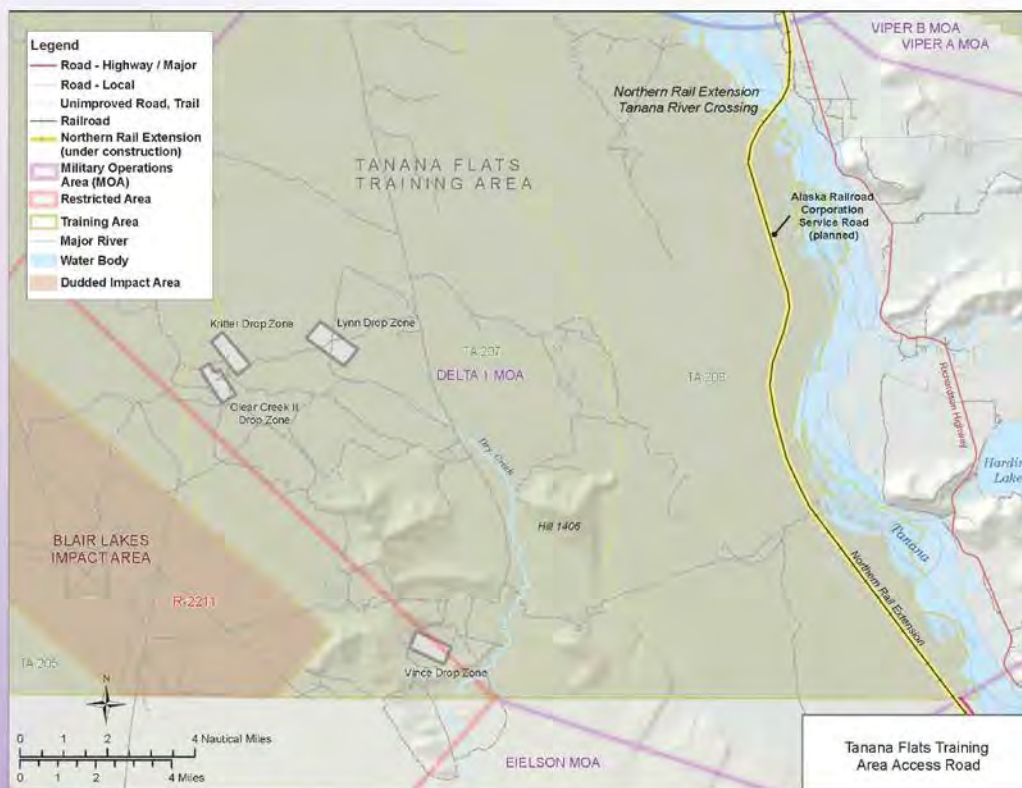 Legend
Road - Highway / Major
Road - Local
Unimproved Road, Trail
Railroad
Northern Rail Extension
(under construction)
Military Operations
Area (MOA)
Restricted Area
Training Area
Major River
Water Body
Dudded Impact Area
VIPER B MOA
VIPER A MOA
Northern Rail Extension
Tanana River Crossing
TANANA FLATS
TRAINING AREA
Alaska Railroad
Corporation
Service Road
(planned)
Kritter Drop Zone
Lynn Drop Zone
TA 207
DELTA 1 MOA
TA 208
Clear Creek II
Drop Zone
Richardson Highway
Dry Creek
Hardin
Lake
Hill 1406
BLAIR LAKES
IMPACT AREA
Tanana
Northern Rail Extension
R-2211
TA 205
Vince Drop Zone
N
0 1 2 4 Nautical Miles
0 1 2 4 Miles
EIELSON MOA
Tanana Flats Training
Area Access Road